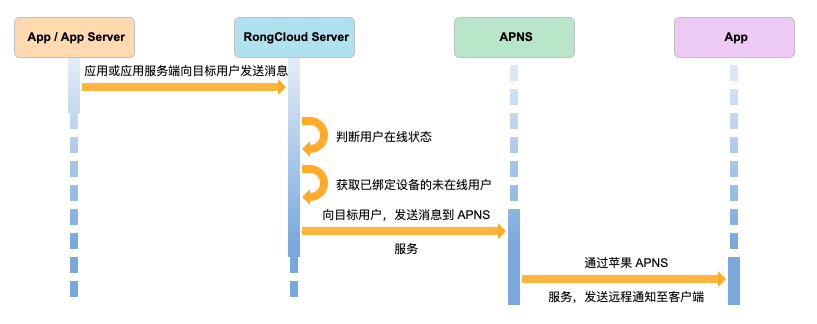 App / App Server
RongCloud Server
APNS
App
应用或应用服务端向目标用户发送消息
判断用户在线状态
获取已绑定设备的未在线用户
向目标用户，发送消息到 APNS
服务
通过苹果 APNS
服务，发送远程通知至客户端